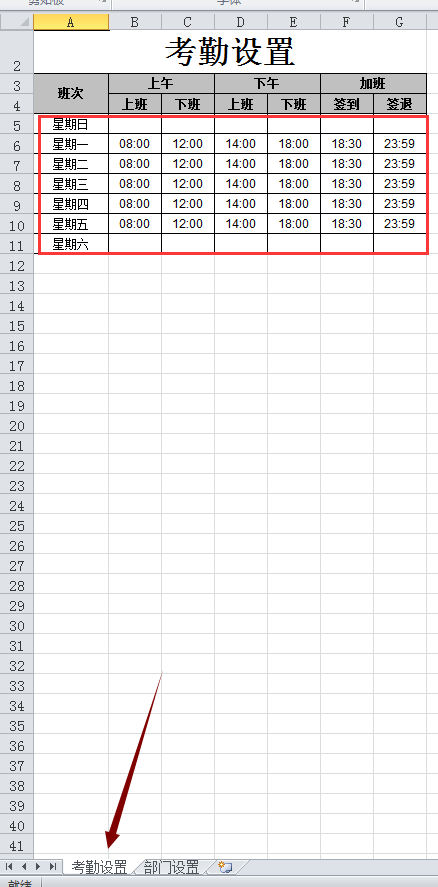 剪贴板 字体
A B C D E F G
2 考勤设置
3 班次 上午 下午 加班
4 上班 下班 上班 下班 签到 签退
5 星期日
6 星期一 08:00 12:00 14:00 18:00 18:30 23:59
7 星期二 08:00 12:00 14:00 18:00 18:30 23:59
8 星期三 08:00 12:00 14:00 18:00 18:30 23:59
9 星期四 08:00 12:00 14:00 18:00 18:30 23:59
10 星期五 08:00 12:00 14:00 18:00 18:30 23:59
11 星期六
12
13
14
15
16
17
18
19
20
21
22
23
24
25
26
27
28
29
30
31
32
33
34
35
36
37
38
39
40
41
考勤设置 部门设置
就绪